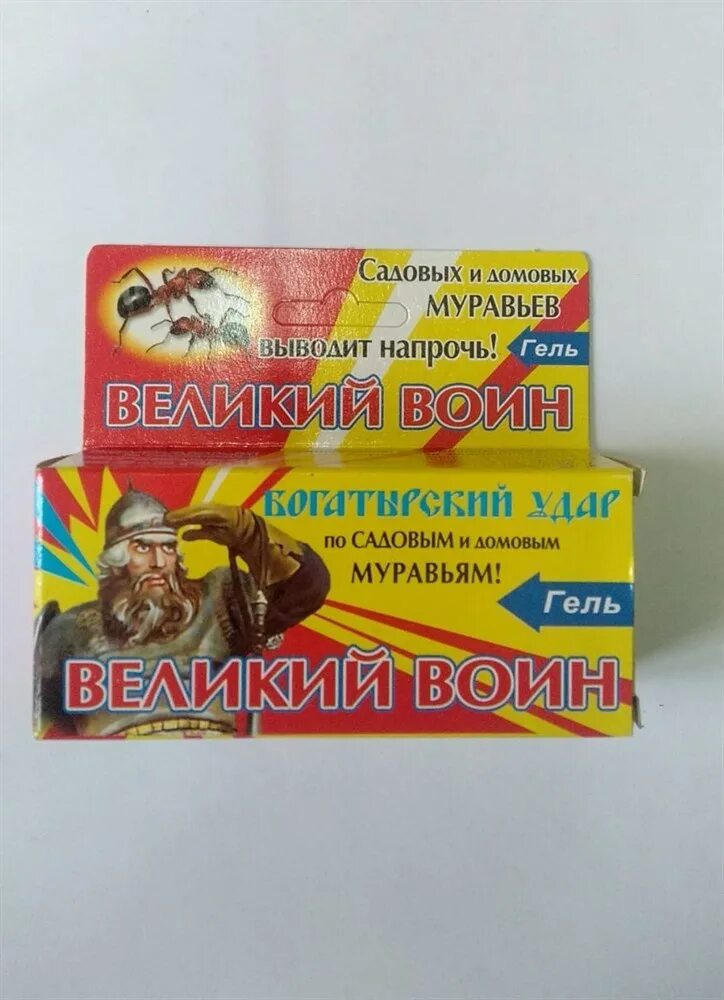 Садовых и домовых
МУРАВЬЕВ
выводит напрочь!
Гель
ВЕЛИКИЙ ВОИН
БОГАТЫРСКИЙ УДАР
по САДОВЫМ и домовым
МУРАВЬЯМ!
Гель
ВЕЛИКИЙ ВОИН